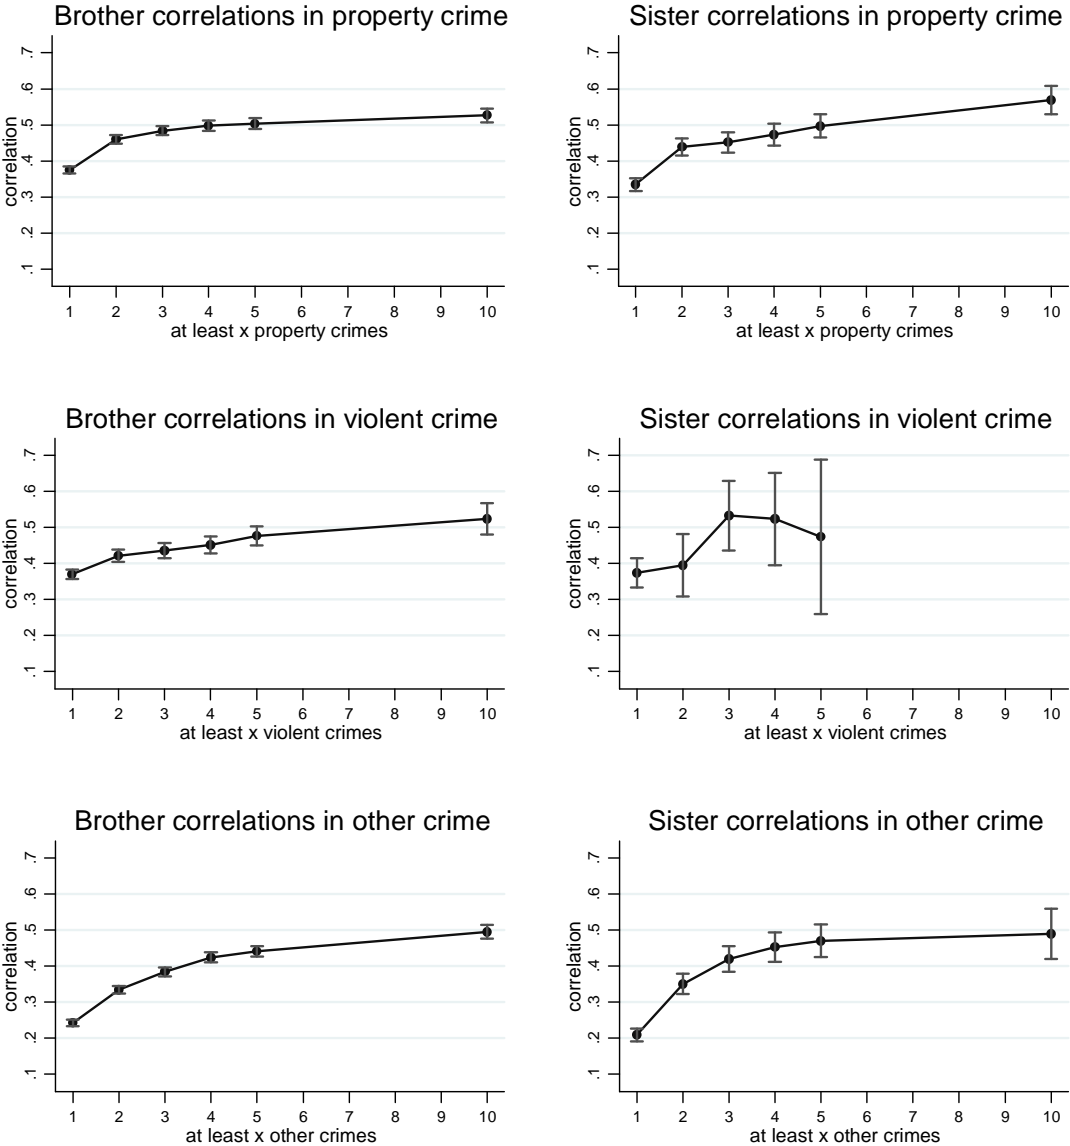 Brother correlations in property crime
correlation
.7
.6
.5
.4
.3
.2
.1
1 2 3 4 5 6 7 8 9 10
at least x property crimes
Sister correlations in property crime
correlation
.7
.6
.5
.4
.3
.2
.1
1 2 3 4 5 6 7 8 9 10
at least x property crimes
Brother correlations in violent crime
correlation
.7
.6
.5
.4
.3
.2
.1
1 2 3 4 5 6 7 8 9 10
at least x violent crimes
Sister correlations in violent crime
correlation
.7
.6
.5
.4
.3
.2
.1
1 2 3 4 5 6 7 8 9 10
at least x violent crimes
Brother correlations in other crime
correlation
.7
.6
.5
.4
.3
.2
.1
1 2 3 4 5 6 7 8 9 10
at least x other crimes
Sister correlations in other crime
correlation
.7
.6
.5
.4
.3
.2
.1
1 2 3 4 5 6 7 8 9 10
at least x other crimes